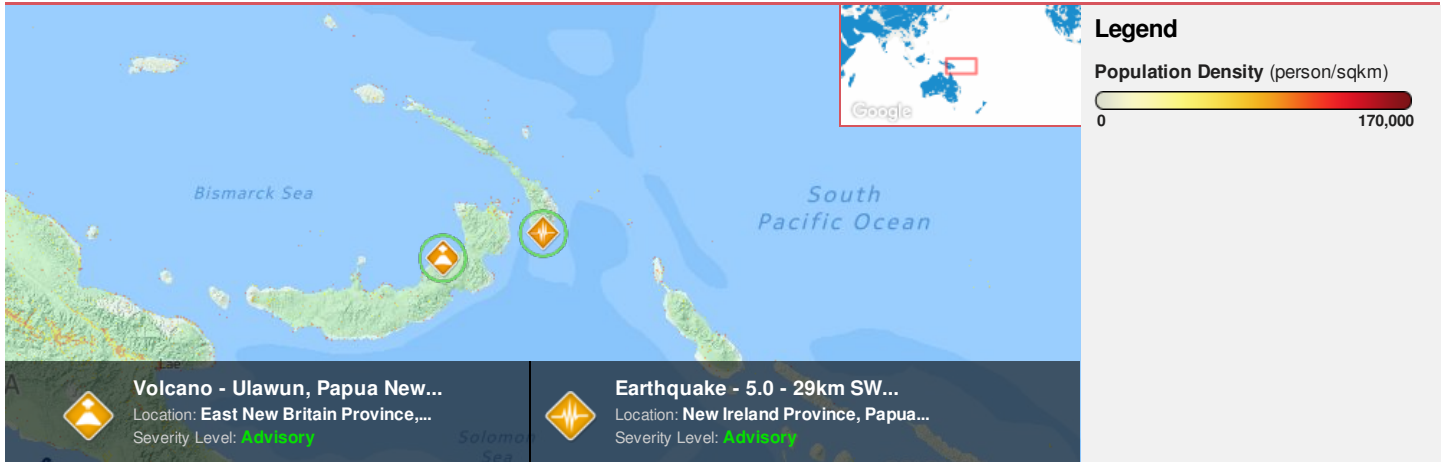 Google
Bismarck Sea
South
Pacific Ocean
Lae
A
Solomon
Sea
Volcano - Ulawun, Papua New...
Location: East New Britain Province,...
Severity Level: Advisory
Earthquake - 5.0 - 29km SW...
Location: New Ireland Province, Papua...
Severity Level: Advisory
Legend
Population Density (person/sqkm)
0 170,000